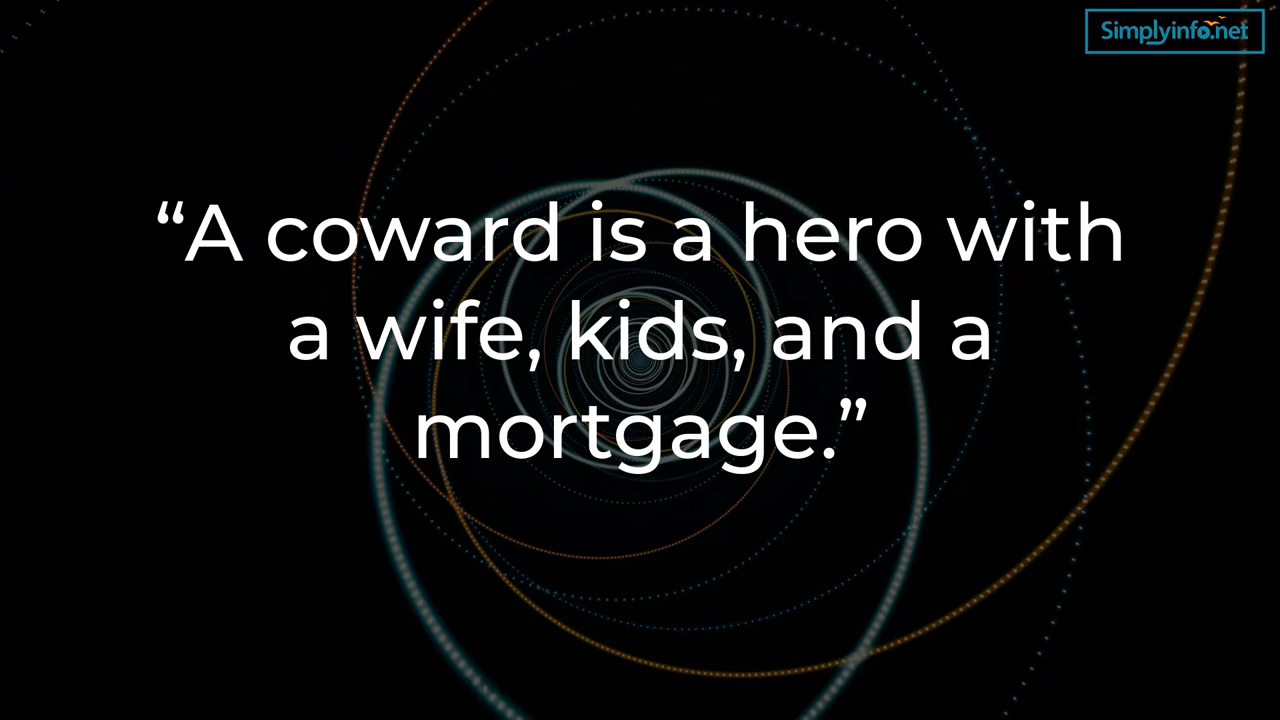 Simplyinfo.net
“A coward is a hero with
a wife, kids, and a
mortgage.”